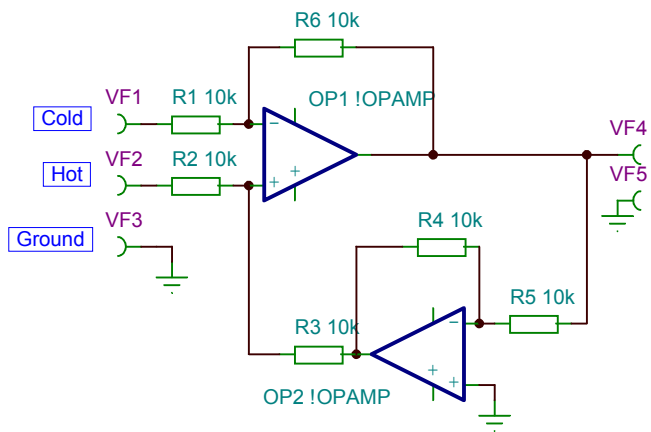 R6 10k
VF1
R1 10k
OP1 !OPAMP
Cold
VF2
R2 10k
VF4
Hot
VF5
VF3
R4 10k
Ground
R5 10k
R3 10k
OP2 !OPAMP